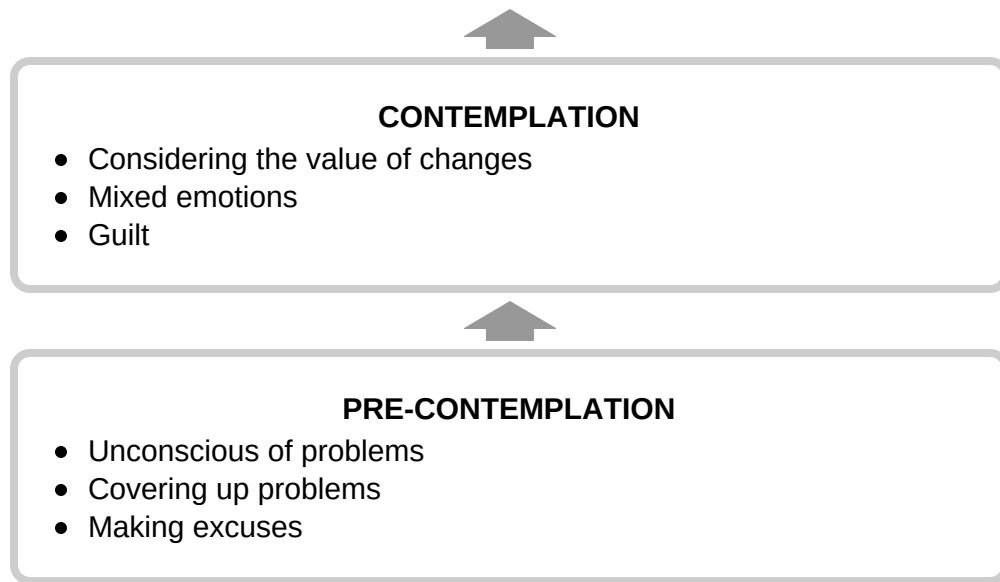 CONTEMPLATION
• Considering the value of changes
• Mixed emotions
• Guilt
PRE-CONTEMPLATION
• Unconscious of problems
• Covering up problems
• Making excuses